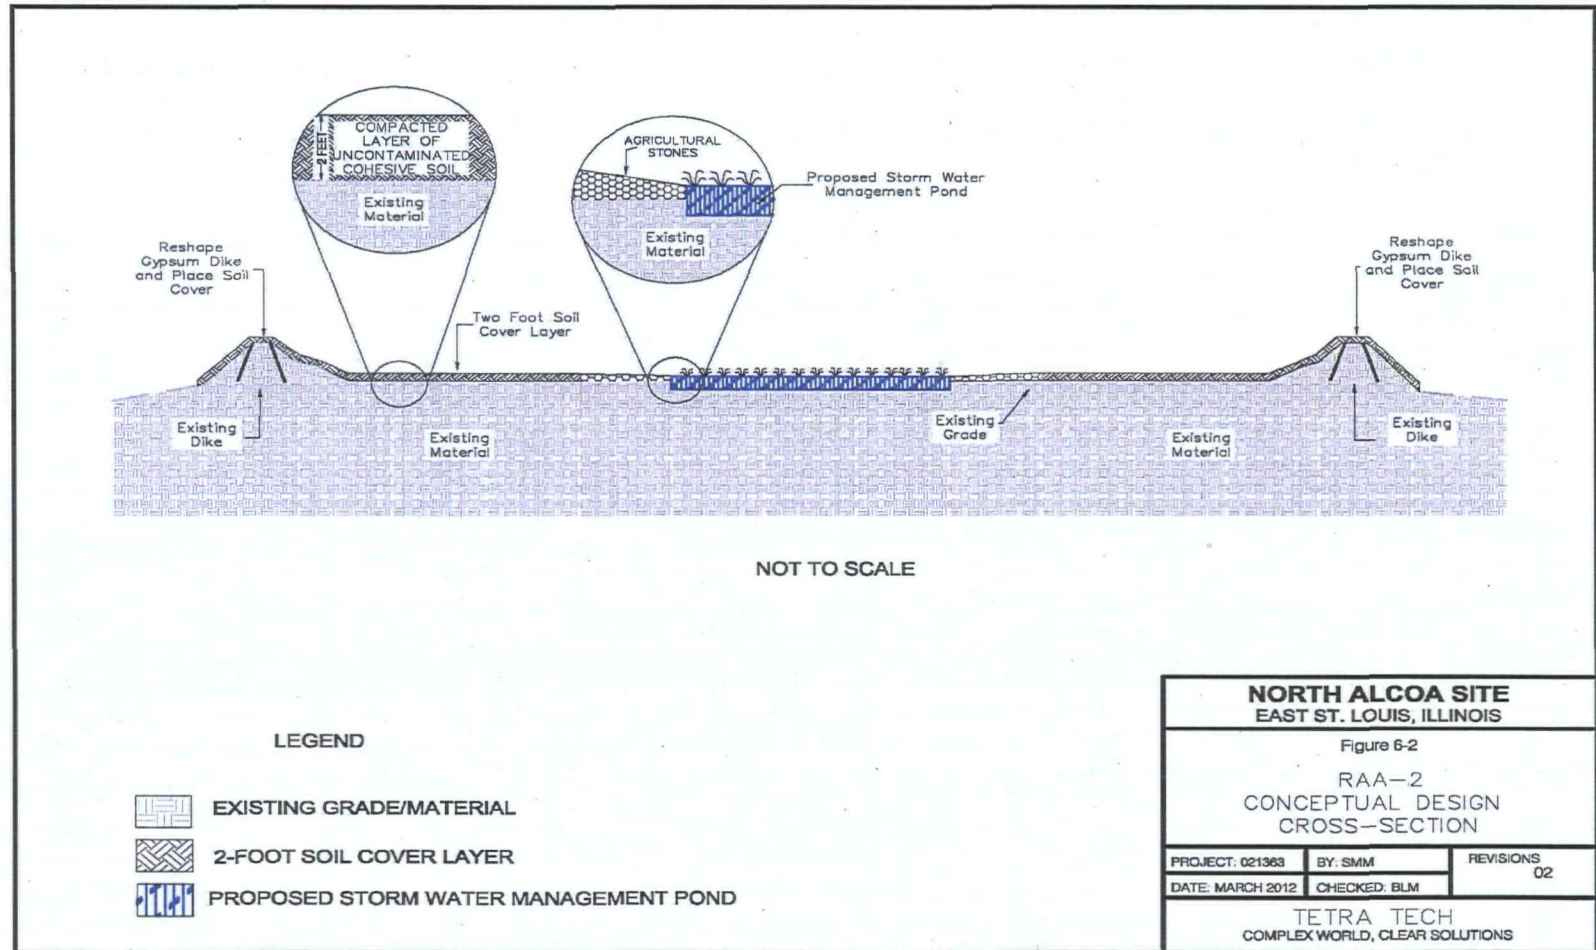 2 FEET
COMPACTED
LAYER OF
UNCONTAMINATED
COHESIVE SOIL
Existing
Material
AGRICULTURAL
STONES
Proposed Storm Water
Management Pond
Existing
Material
Reshape
Gypsum Dike
and Place Soil
Cover
Two Foot Soil
Cover Layer
Reshape
Gypsum Dike
and Place Soil
Cover
Existing
Dike
Existing
Material
Existing
Grade
Existing
Material
Existing
Dike
NOT TO SCALE
LEGEND
EXISTING GRADE/MATERIAL
2-FOOT SOIL COVER LAYER
PROPOSED STORM WATER MANAGEMENT POND
NORTH ALCOA SITE
EAST ST. LOUIS, ILLINOIS
Figure 6-2
RAA-2
CONCEPTUAL DESIGN
CROSS-SECTION
PROJECT: 021363
BY: SMM
REVISIONS
02
DATE: MARCH 2012
CHECKED: BLM
TETRA TECH
COMPLEX WORLD, CLEAR SOLUTIONS